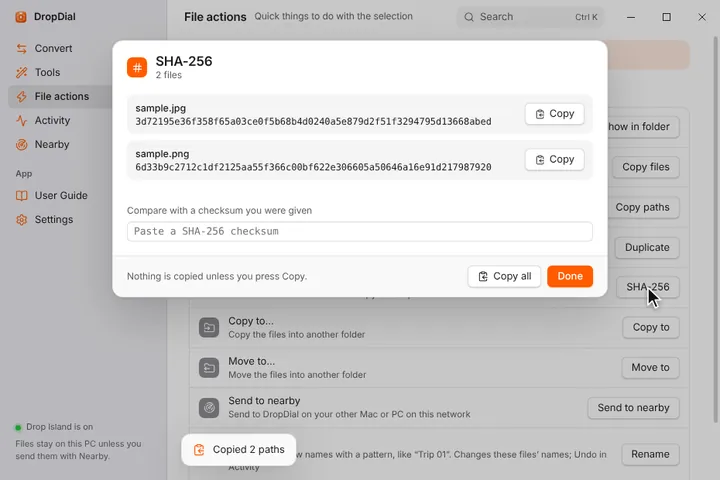 DropDial
File actions Quick things to do with the selection
Search Ctrl K
Convert
Tools
File actions
Activity
Nearby
App
User Guide
Settings
SHA-256
2 files
sample.jpg
3d72195e36f358f65a03ce0f5b68b4d0240a5e879d2f51f3294795d13668abed
Copy
sample.png
6d33b9c2712c1df2125aa55f366c00bf622e306605a50646a16e91d217987920
Copy
Compare with a checksum you were given
Paste a SHA-256 checksum
Nothing is copied unless you press Copy.
Copy all
Done
how in folder
Copy files
Copy paths
Duplicate
SHA-256
Copy to...
Copy the files into another folder
Copy to
Move to...
Move the files into another folder
Move to
Send to nearby
Send to DropDial on your other Mac or PC on this network
Send to nearby
Drop Island is on
Files stay on this PC unless you
send them with Nearby.
Copied 2 paths
w names with a pattern, like “Trip 01”. Changes these files’ names; Undo in
Activity
Rename